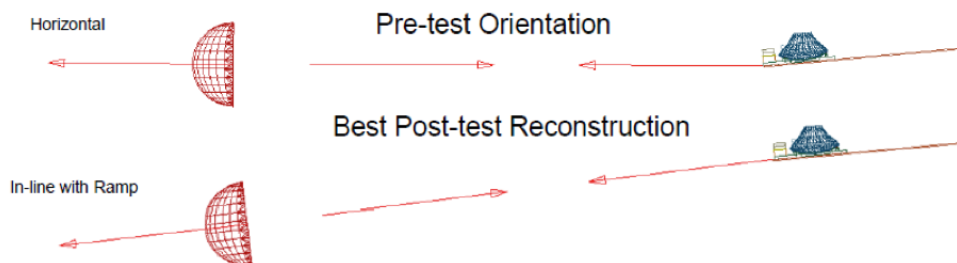 Horizontal
Pre-test Orientation
Best Post-test Reconstruction
In-line with Ramp